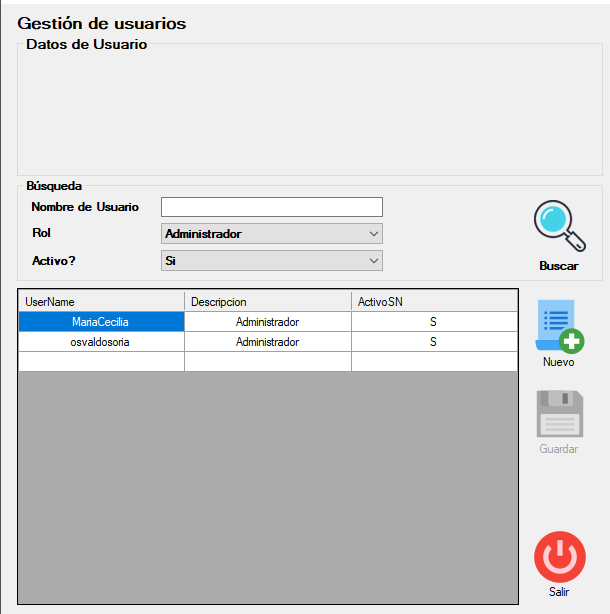 Gestión de usuarios
Datos de Usuario
Búsqueda
Nombre de Usuario
Rol Administrador
Activo? Si
Buscar
UserName Descripcion ActivoSN
MariaCecilia Administrador S
osvaldosoria Administrador S
Nuevo
Guardar
Salir